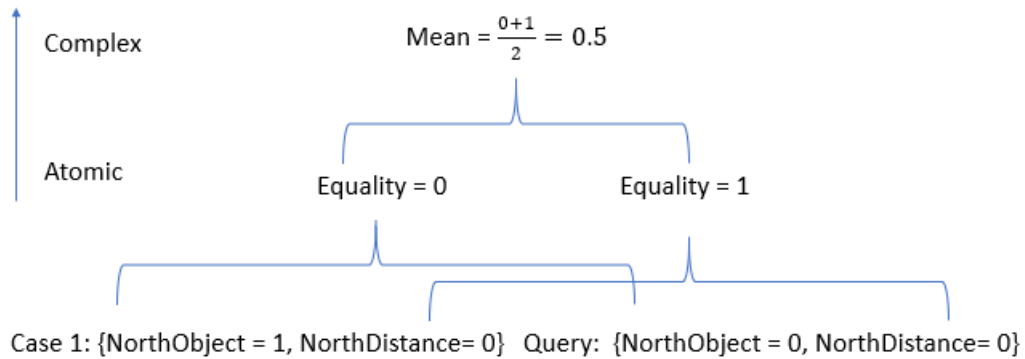 Complex
Mean = 0+1/2 = 0.5
Atomic
Equality = 0
Equality = 1
Case 1: {NorthObject = 1, NorthDistance= 0} Query: {NorthObject = 0, NorthDistance= 0}